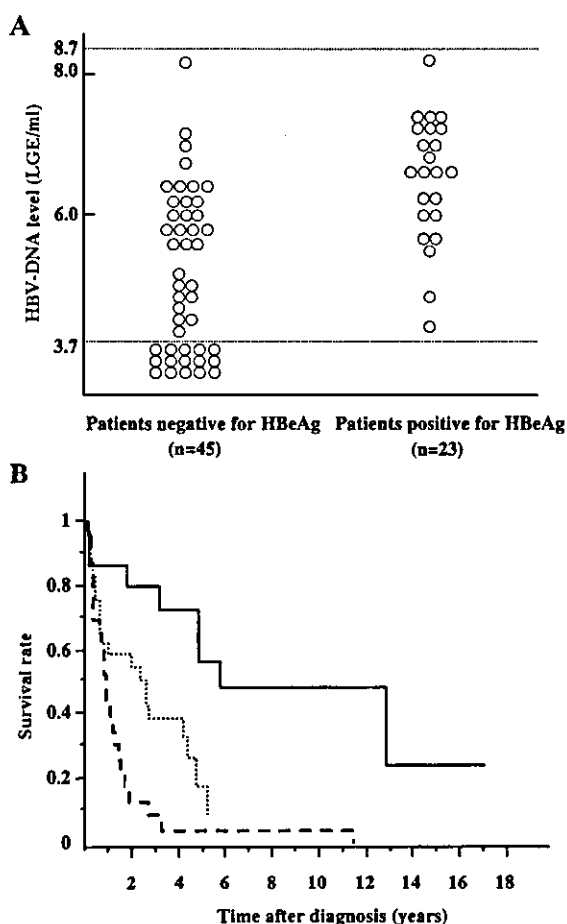 A
HBV-DNA level (LGE/ml)
8.7
8.0
6.0
3.7
Patients negative for HBeAg
(n=45)
Patients positive for HBeAg
(n=23)
B
Survival rate
1
0.8
0.6
0.4
0.2
0
2 4 6 8 10 12 14 16 18
Time after diagnosis (years)